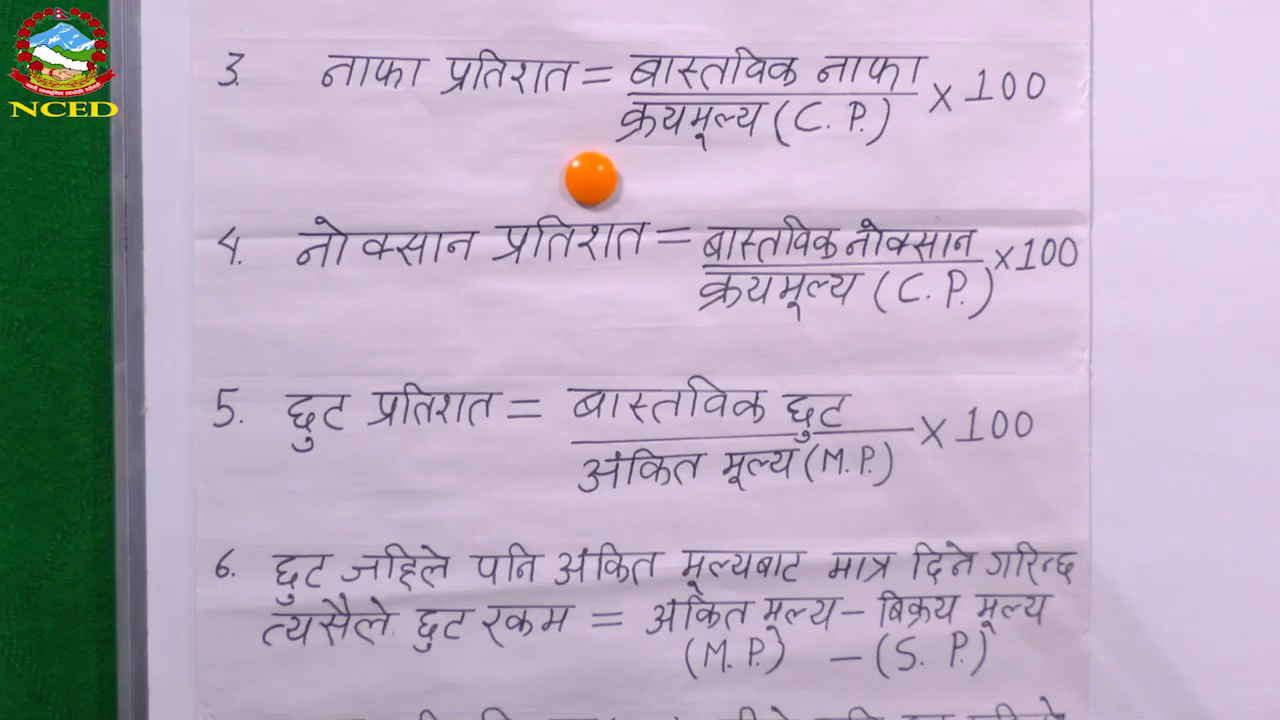 NCED
3. नाफा प्रतिशत = बास्तविक नाफा / क्रयमूल्य (C. P.) × 100
4. नोक्सान प्रतिशत = बास्तविक नोक्सान / क्रयमूल्य (C. P.) × 100
5. छुट प्रतिशत = बास्तविक छुट / अंकित मूल्य (M. P.) × 100
6. छुट जहिले पनि अंकित मूल्यबाट मात्र दिने गरिन्छ
त्यसैले छुट रकम = अंकित मूल्य – बिक्रय मूल्य
(M. P.) – (S. P.)